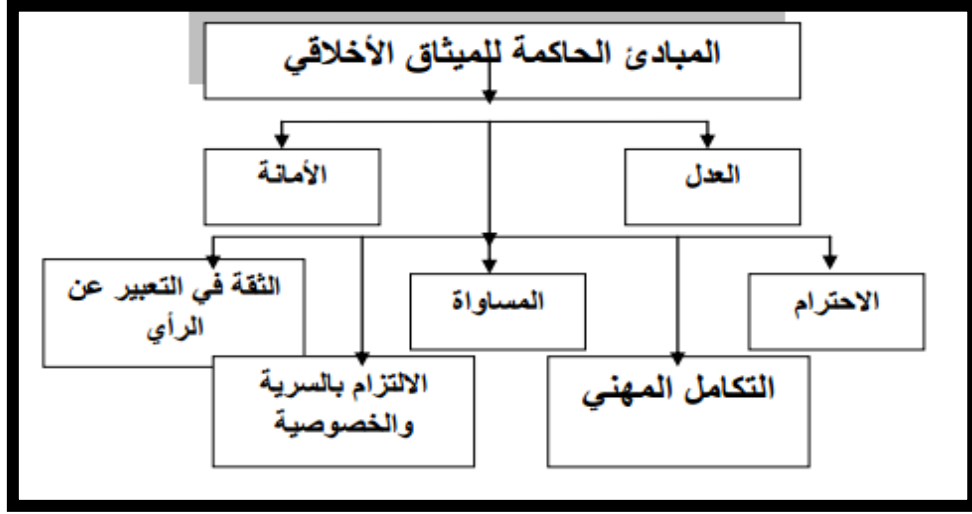 المبادئ الحاكمة للميثاق الأخلاقي
العدل
الأمانة
الاحترام
المساواة
الثقة في التعبير عن
الرأي
التكامل المهني
الالتزام بالسرية
والخصوصية